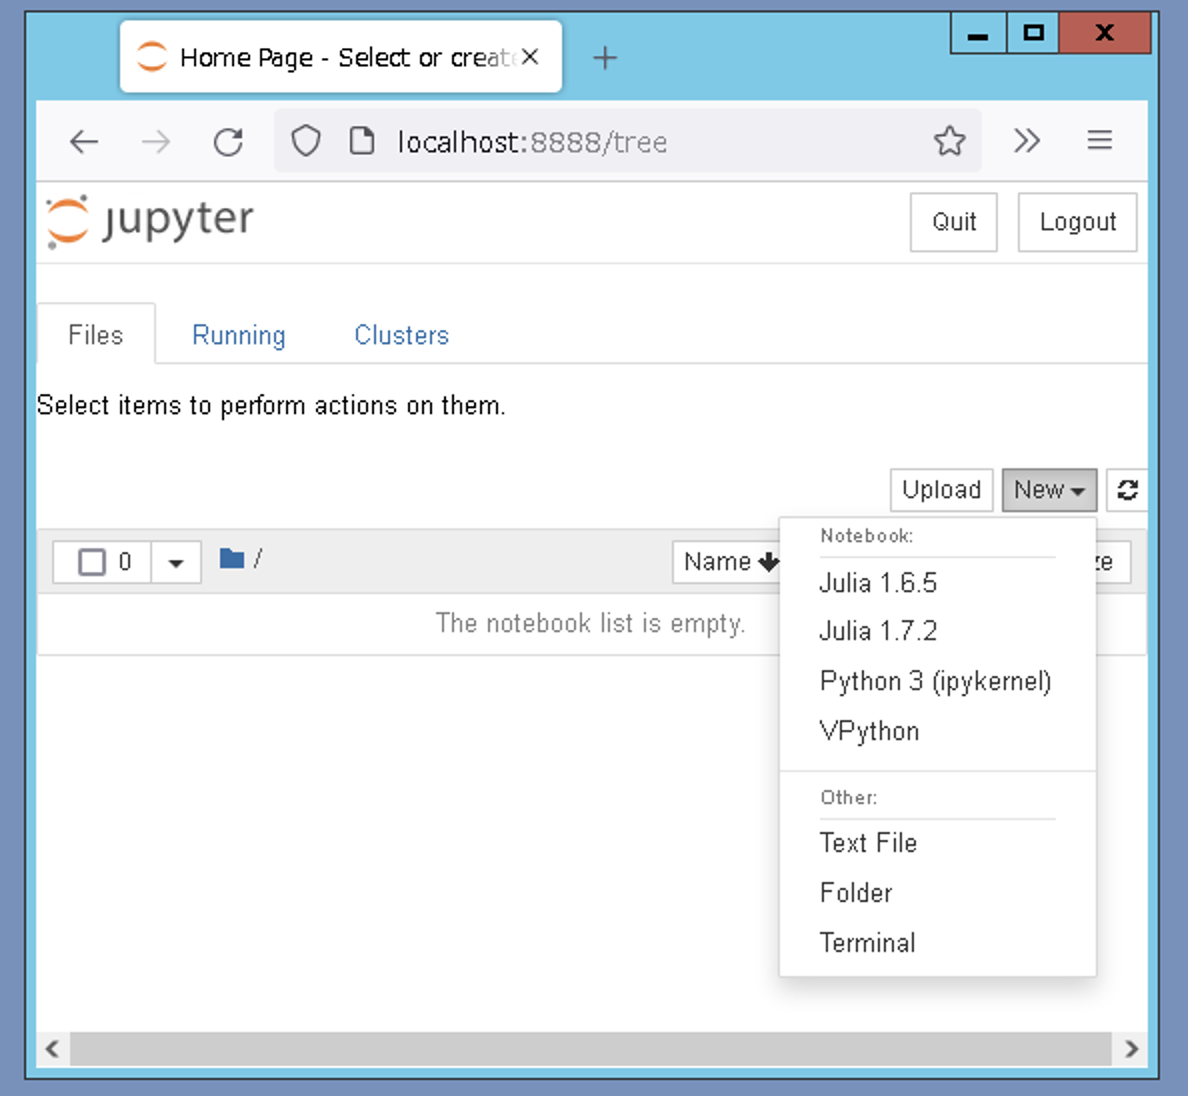 Home Page - Select or create
localhost:8888/tree
jupyter
Quit
Logout
Files
Running
Clusters
Select items to perform actions on them.
Upload
New
0
/
Name
ze
The notebook list is empty.
Notebook:
Julia 1.6.5
Julia 1.7.2
Python 3 (ipykernel)
VPython
Other:
Text File
Folder
Terminal